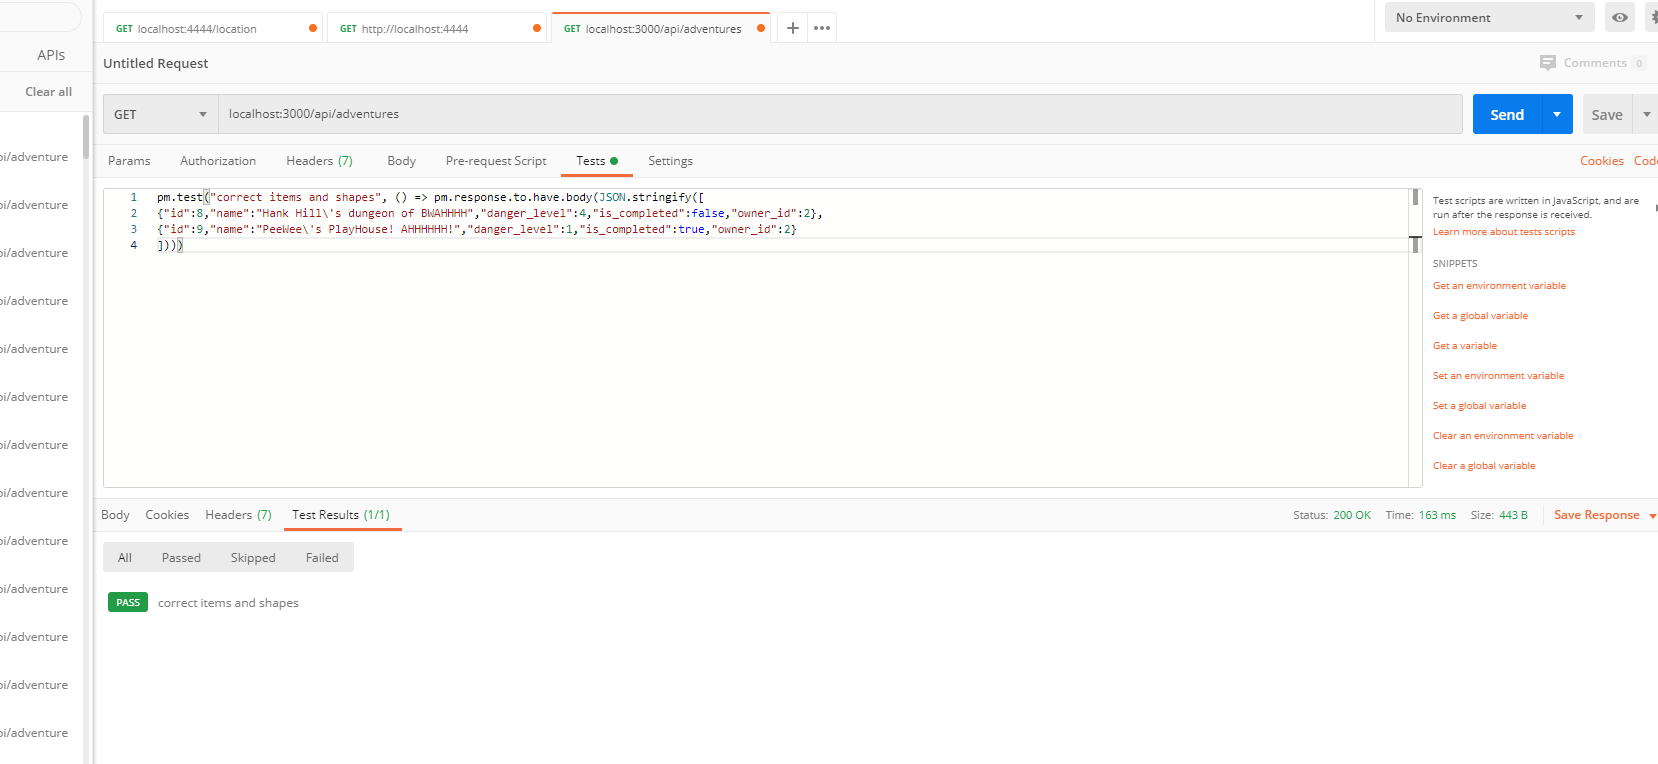 GET localhost:4444/location
GET http://localhost:4444
GET localhost:3000/api/adventures
No Environment
APIs
Clear all
Untitled Request
Comments 0
GET
localhost:3000/api/adventures
Send
Save
Params
Authorization
Headers (7)
Body
Pre-request Script
Tests
Settings
Cookies
Code
1 pm.test("correct items and shapes", () => pm.response.to.have.body(JSON.stringify([
2 {"id":8,"name":"Hank Hill\'s dungeon of BWAHHHH","danger_level":4,"is_completed":false,"owner_id":2},
3 {"id":9,"name":"PeeWee\'s PlayHouse! AHHHHHH!","danger_level":1,"is_completed":true,"owner_id":2}
4 ])))
Test scripts are written in JavaScript, and are
run after the response is received.
Learn more about tests scripts
SNIPPETS
Get an environment variable
Get a global variable
Get a variable
Set an environment variable
Set a global variable
Clear an environment variable
Clear a global variable
pi/adventure
pi/adventure
pi/adventure
pi/adventure
pi/adventure
pi/adventure
pi/adventure
pi/adventure
pi/adventure
pi/adventure
pi/adventure
pi/adventure
pi/adventure
Body
Cookies
Headers (7)
Test Results (1/1)
Status: 200 OK
Time: 163 ms
Size: 443 B
Save Response
All
Passed
Skipped
Failed
PASS correct items and shapes